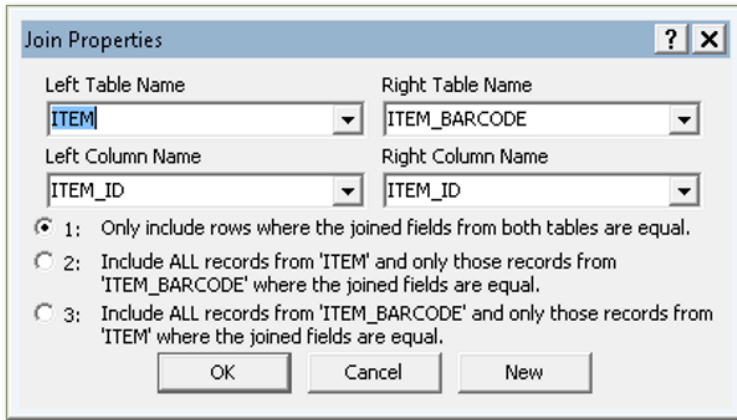 Join Properties
? X
Left Table Name Right Table Name
ITEM ITEM_BARCODE
Left Column Name Right Column Name
ITEM_ID ITEM_ID
1: Only include rows where the joined fields from both tables are equal.
2: Include ALL records from 'ITEM' and only those records from
'ITEM_BARCODE' where the joined fields are equal.
3: Include ALL records from 'ITEM_BARCODE' and only those records from
'ITEM' where the joined fields are equal.
OK Cancel New